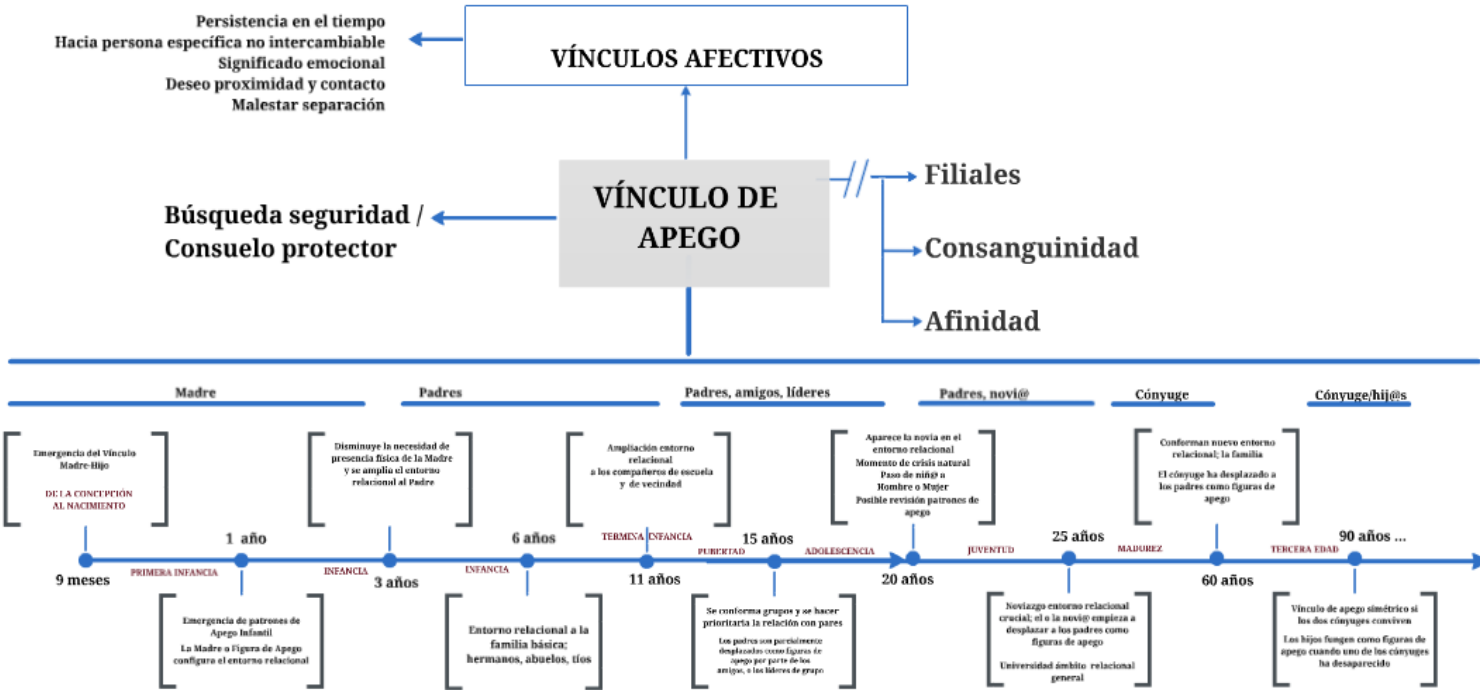 Persistencia en el tiempo
Hacia persona específica no intercambiable
Significado emocional
Deseo proximidad y contacto
Malestar separación
VÍNCULOS AFECTIVOS
VÍNCULO DE
APEGO
Búsqueda seguridad /
Consuelo protector
Filiales
Consanguinidad
Afinidad
Madre
Padres
Padres, amigos, líderes
Padres, novi@
Cónyuge
Cónyuge/hij@s
Emergencia del Vínculo
Madre-Hijo
DE LA CONCEPCIÓN
AL NACIMIENTO
Disminuye la necesidad de
presencia física de la Madre
y se amplia el entorno
relacional al Padre
Ampliación entorno
relacional
a los compañeros de escuela
y de vecindad
Aparece la novia en el
entorno relacional
Momento de crisis natural
Paso de niñ@ a
Hombre o Mujer
Posible revisión patrones de
apego
Conforman nuevo entorno
relacional; la familia
El cónyuge ha desplazado a
los padres como figuras de
apego
9 meses
PRIMERA INFANCIA
1 año
INFANCIA
3 años
INFANCIA
6 años
TERMINA INFANCIA
11 años
PUBERTAD
15 años
ADOLESCENCIA
20 años
JUVENTUD
25 años
MADUREZ
60 años
TERCERA EDAD
90 años ...
Emergencia de patrones de
Apego Infantil
La Madre o Figura de Apego
configura el entorno relacional
Entorno relacional a la
familia básica;
hermanos, abuelos, tíos
Se conforma grupos y se hacer
prioritaria la relación con pares
Los padres son parcialmente
desplazados como figuras de
apego por parte de los
amigos, o los líderes de grupo
Noviazgo entorno relacional
crucial; el o la novi@ empieza a
desplazar a los padres como
figuras de apego
Universidad ámbito relacional
general
Vínculo de apego simétrico si
los dos cónyuges conviven
Los hijos fungen como figuras de
apego cuando uno de los cónyuges
ha desaparecido